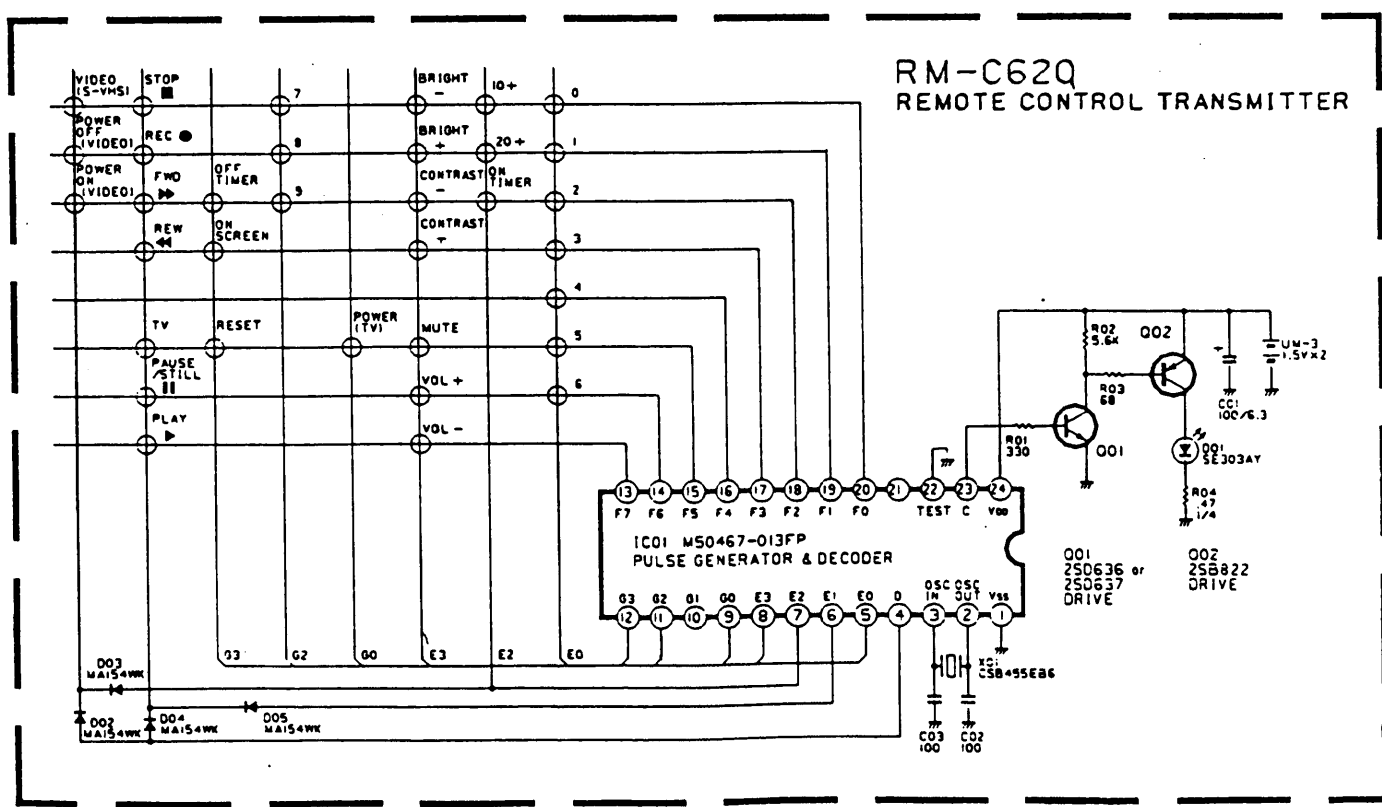 RM-C62Q
REMOTE CONTROL TRANSMITTER
VIDEO
(S-VHS)
STOP
7
BRIGHT
-
10+
0
POWER
OFF
(VIDEO)
REC
8
BRIGHT
+
20+
1
POWER
ON
(VIDEO)
FWD
OFF
TIMER
9
CONTRAST
-
ON
TIMER
2
REW
ON
SCREEN
CONTRAST
+
3
4
TV
RESET
POWER
(TV)
MUTE
5
PAUSE
/STILL
VOL +
6
PLAY
VOL -
R02
5.6K
Q02
UM-3
1.5V×2
R03
68
CC1
100/6.3
R01
330
Q01
D01
SE303AY
R04
.47
1/4
13 14 15 16 17 18 19 20 21 22 23 24
F7 F6 F5 F4 F3 F2 F1 F0 TEST C VDD
IC01 M50467-013FP
PULSE GENERATOR & DECODER
Q01
2SD636 or
2SD637
DRIVE
Q02
2SB822
DRIVE
G3 G2 G1 G0 E3 E2 E1 E0 D OSC IN OSC OUT VSS
12 11 10 9 8 7 6 5 4 3 2 1
G3 G2 G0 E3 E2 E0
D03
MA154WK
X01
CSB455EB6
D02
MA154WK
D04
MA154WK
D05
MA154WK
C03
100
C02
100